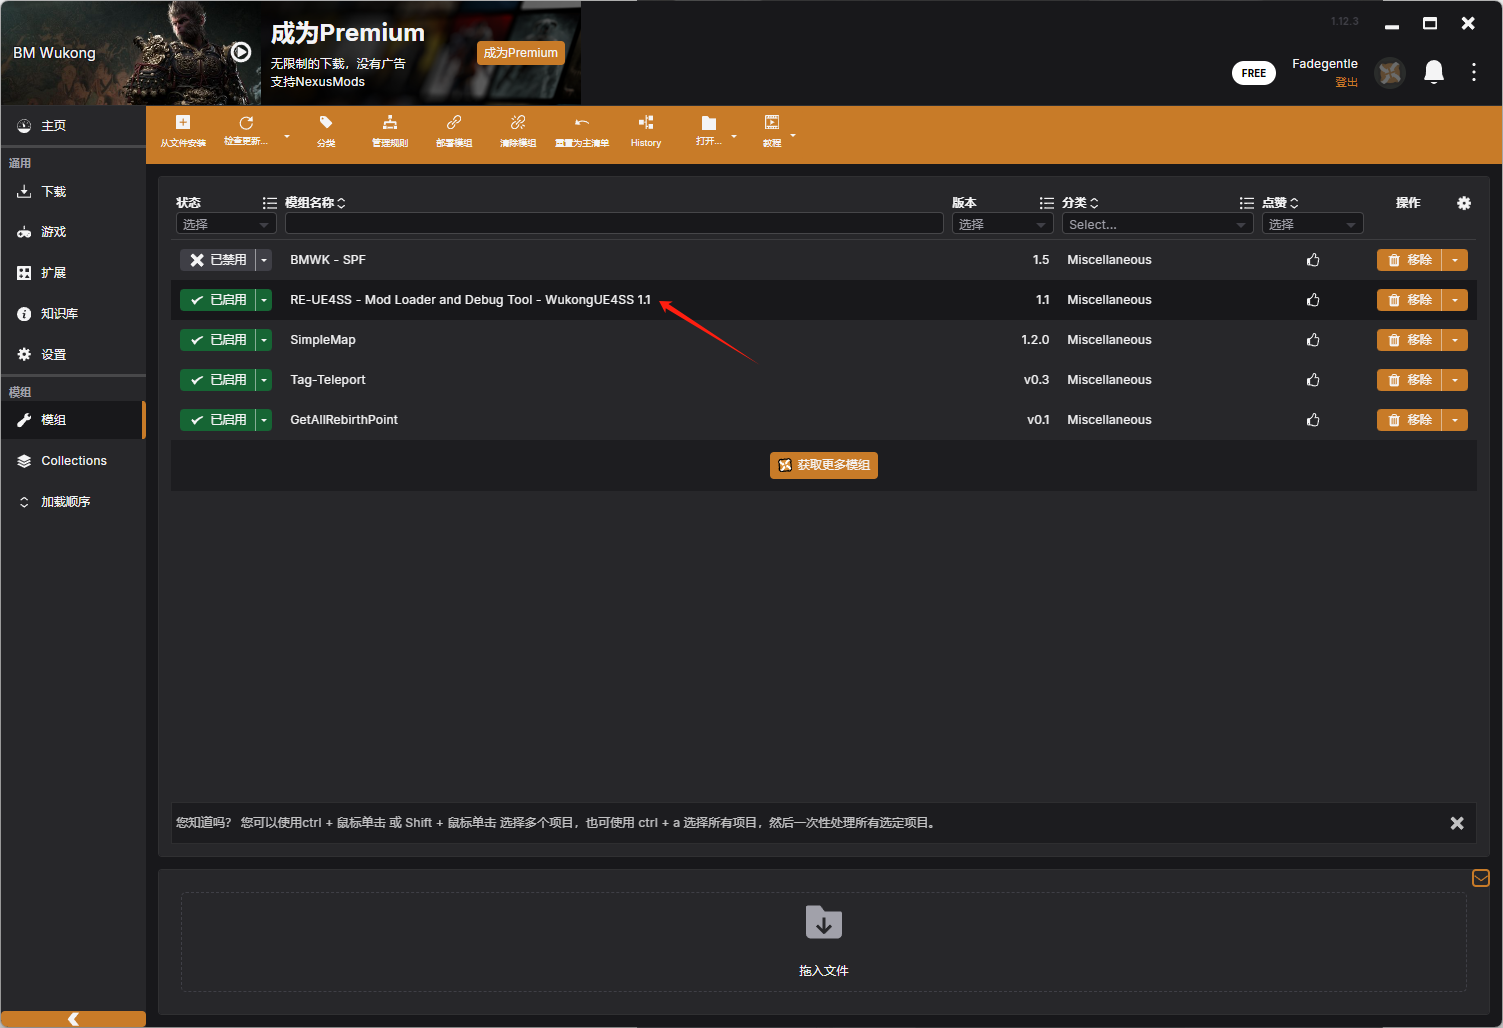 BM Wukong
成为Premium
无限制的下载，没有广告
支持NexusMods
成为Premium
1.12.3
FREE
Fadegentle
登出
主页
通用
下载
游戏
扩展
知识库
设置
模组
模组
Collections
加载顺序
从文件安装
检查更新...
分类
管理规则
部署模组
清除模组
重置为主清单
History
打开...
教程
状态
模组名称
版本
分类
点赞
操作
选择
选择
Select...
选择
已禁用 BMWK - SPF 1.5 Miscellaneous 移除
已启用 RE-UE4SS - Mod Loader and Debug Tool - WukongUE4SS 1.1 1.1 Miscellaneous 移除
已启用 SimpleMap 1.2.0 Miscellaneous 移除
已启用 Tag-Teleport v0.3 Miscellaneous 移除
已启用 GetAllRebirthPoint v0.1 Miscellaneous 移除
获取更多模组
您知道吗？ 您可以使用ctrl + 鼠标单击 或 Shift + 鼠标单击 选择多个项目，也可使用 ctrl + a 选择所有项目，然后一次性处理所有选定项目。
拖入文件